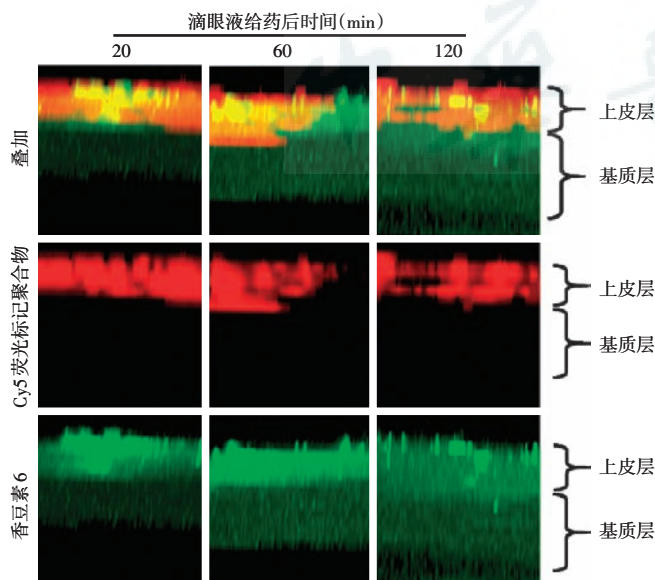 滴眼液给药后时间(min)
20 60 120
叠加
上皮层
基质层
Cy5荧光标记聚合物
上皮层
基质层
香豆素6
上皮层
基质层